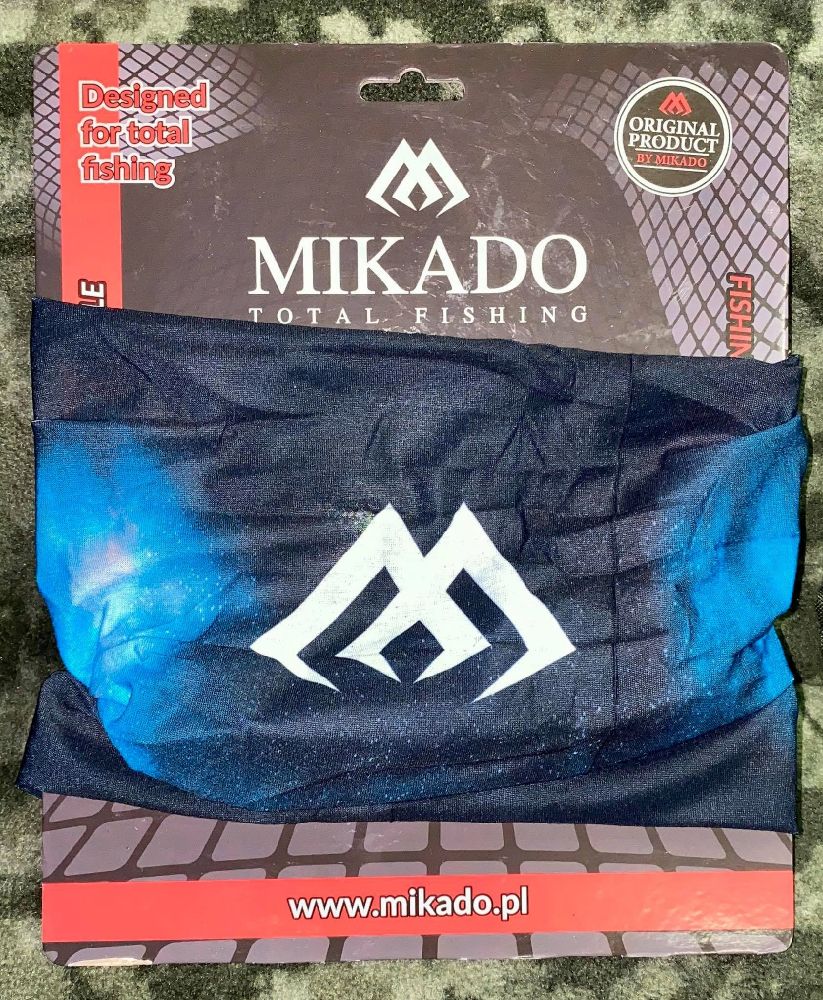 Designed
for total
fishing
ORIGINAL
PRODUCT
BY MIKADO
MIKADO
TOTAL FISHING
www.mikado.pl